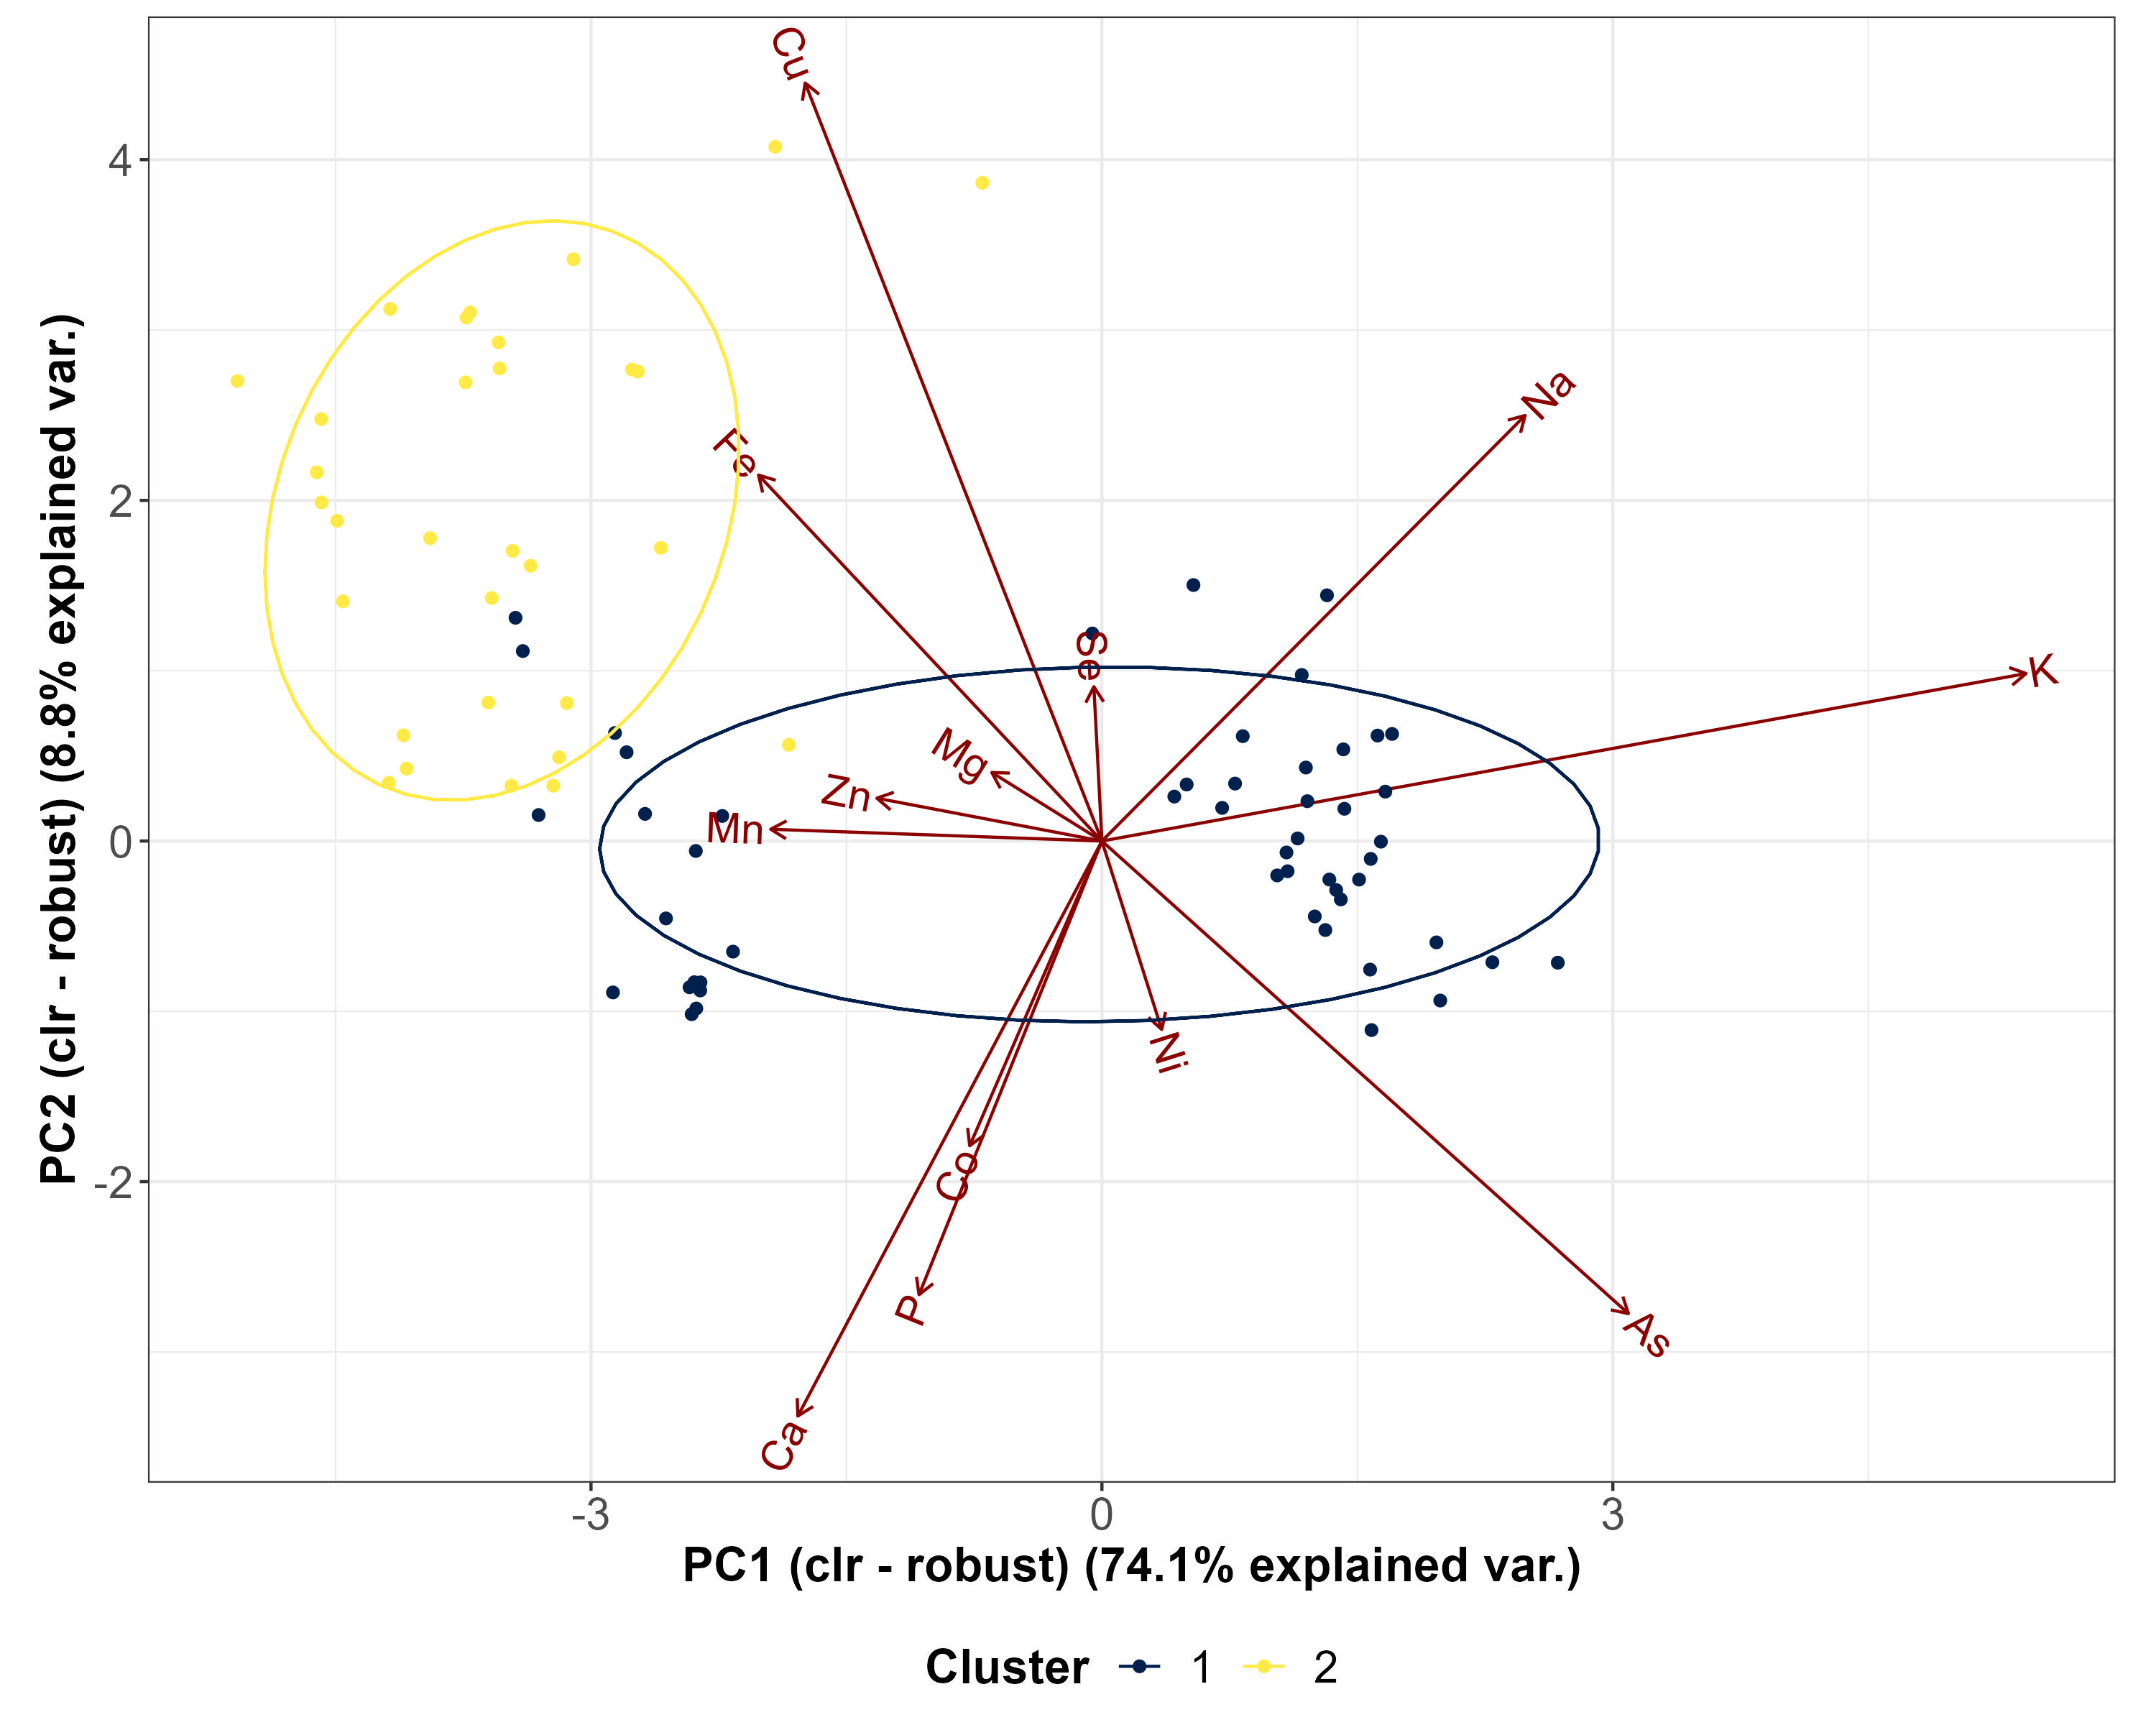 Cu
4
Na
Fe
2
K
Se
Mg
Zn
Mn
0
Ni
Co
-2
P
As
Ca
PC2 (clr - robust) (8.8% explained var.)
-3 0 3
PC1 (clr - robust) (74.1% explained var.)
Cluster 1 2